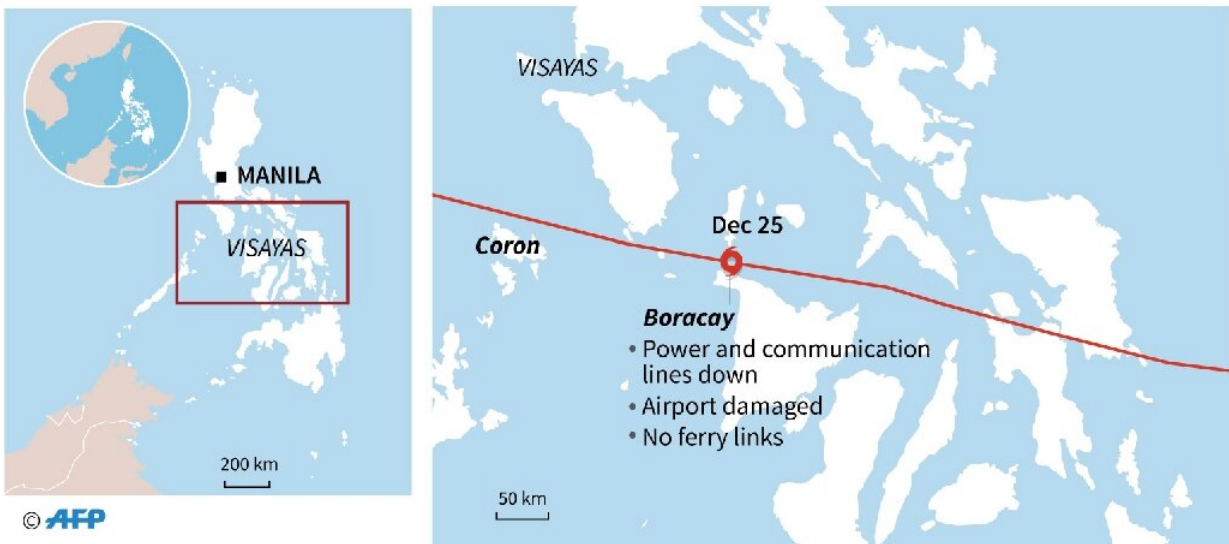 MANILA
VISAYAS
200 km
© AFP
VISAYAS
Dec 25
Coron
Boracay
• Power and communication
lines down
• Airport damaged
• No ferry links
50 km